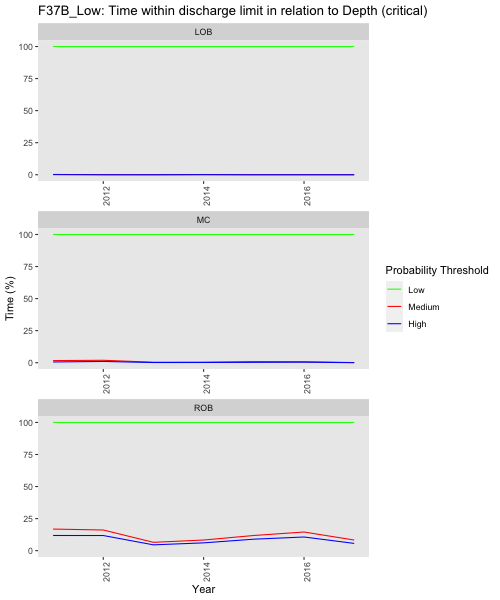 F37B_Low: Time within discharge limit in relation to Depth (critical)
LOB
100
75
50
25
0
2012
2014
2016
MC
100
75
50
25
0
2012
2014
2016
ROB
100
75
50
25
0
2012
2014
2016
Time (%)
Year
Probability Threshold
Low
Medium
High